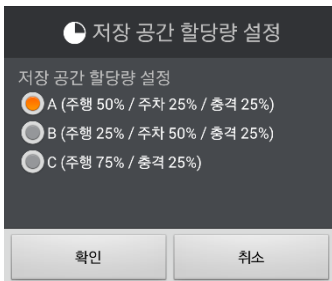 저장 공간 할당량 설정
저장 공간 할당량 설정
A (주행 50% / 주차 25% / 충격 25%)
B (주행 25% / 주차 50% / 충격 25%)
C (주행 75% / 충격 25%)
확인 취소